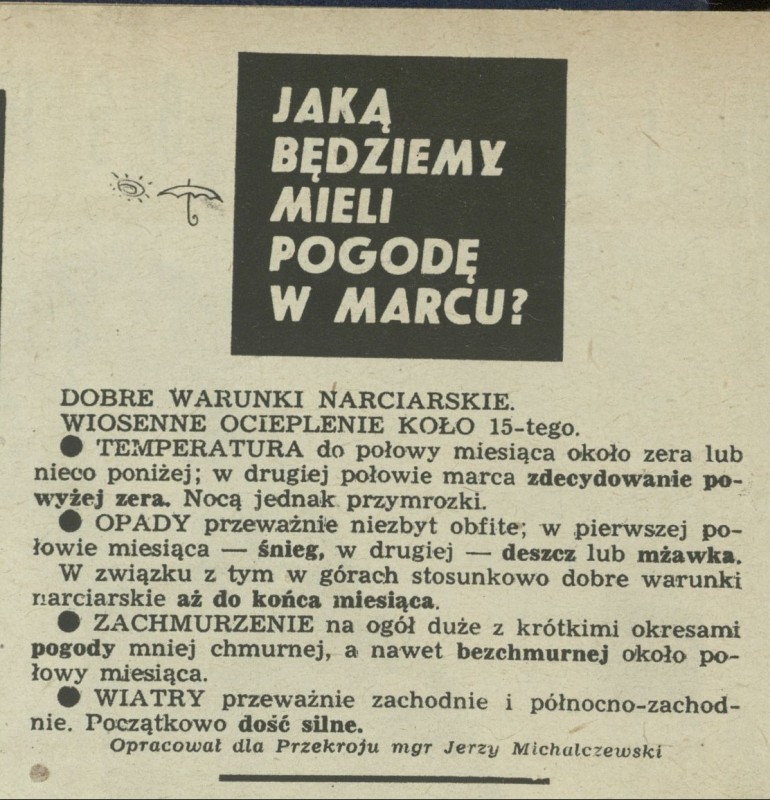 JAKĄ
BĘDZIEMY
MIELI
POGODĘ
W MARCU?
DOBRE WARUNKI NARCIARSKIE.
WIOSENNE OCIEPLENIE KOŁO 15-tego.
● TEMPERATURA do połowy miesiąca około zera lub
nieco poniżej; w drugiej połowie marca zdecydowanie po-
wyżej zera. Nocą jednak przymrozki.
● OPADY przeważnie niezbyt obfite; w pierwszej po-
łowie miesiąca — śnieg, w drugiej — deszcz lub mżawka.
W związku z tym w górach stosunkowo dobre warunki
narciarskie aż do końca miesiąca.
● ZACHMURZENIE na ogół duże z krótkimi okresami
pogody mniej chmurnej, a nawet bezchmurnej około po-
łowy miesiąca.
● WIATRY przeważnie zachodnie i północno-zachod-
nie. Początkowo dość silne.
Opracował dla Przekroju mgr Jerzy Michalczewski